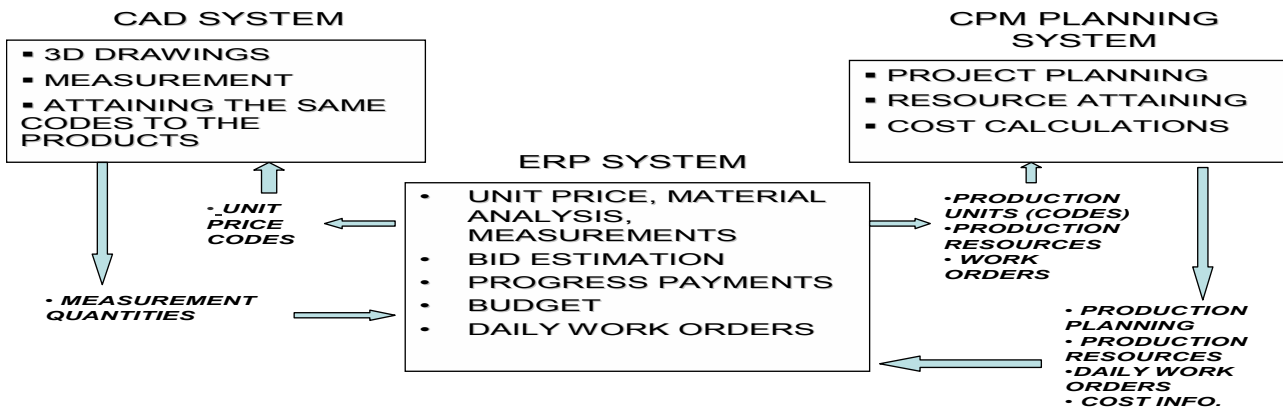 CAD SYSTEM
▪ 3D DRAWINGS
▪ MEASUREMENT
▪ ATTAINING THE SAME
CODES TO THE
PRODUCTS
• UNIT
PRICE
CODES
• MEASUREMENT
QUANTITIES
ERP SYSTEM
• UNIT PRICE, MATERIAL
ANALYSIS,
MEASUREMENTS
• BID ESTIMATION
• PROGRESS PAYMENTS
• BUDGET
• DAILY WORK ORDERS
CPM PLANNING
SYSTEM
▪ PROJECT PLANNING
▪ RESOURCE ATTAINING
▪ COST CALCULATIONS
•PRODUCTION
UNITS (CODES)
•PRODUCTION
RESOURCES
• WORK
ORDERS
• PRODUCTION
PLANNING
• PRODUCTION
RESOURCES
•DAILY WORK
ORDERS
• COST INFO.